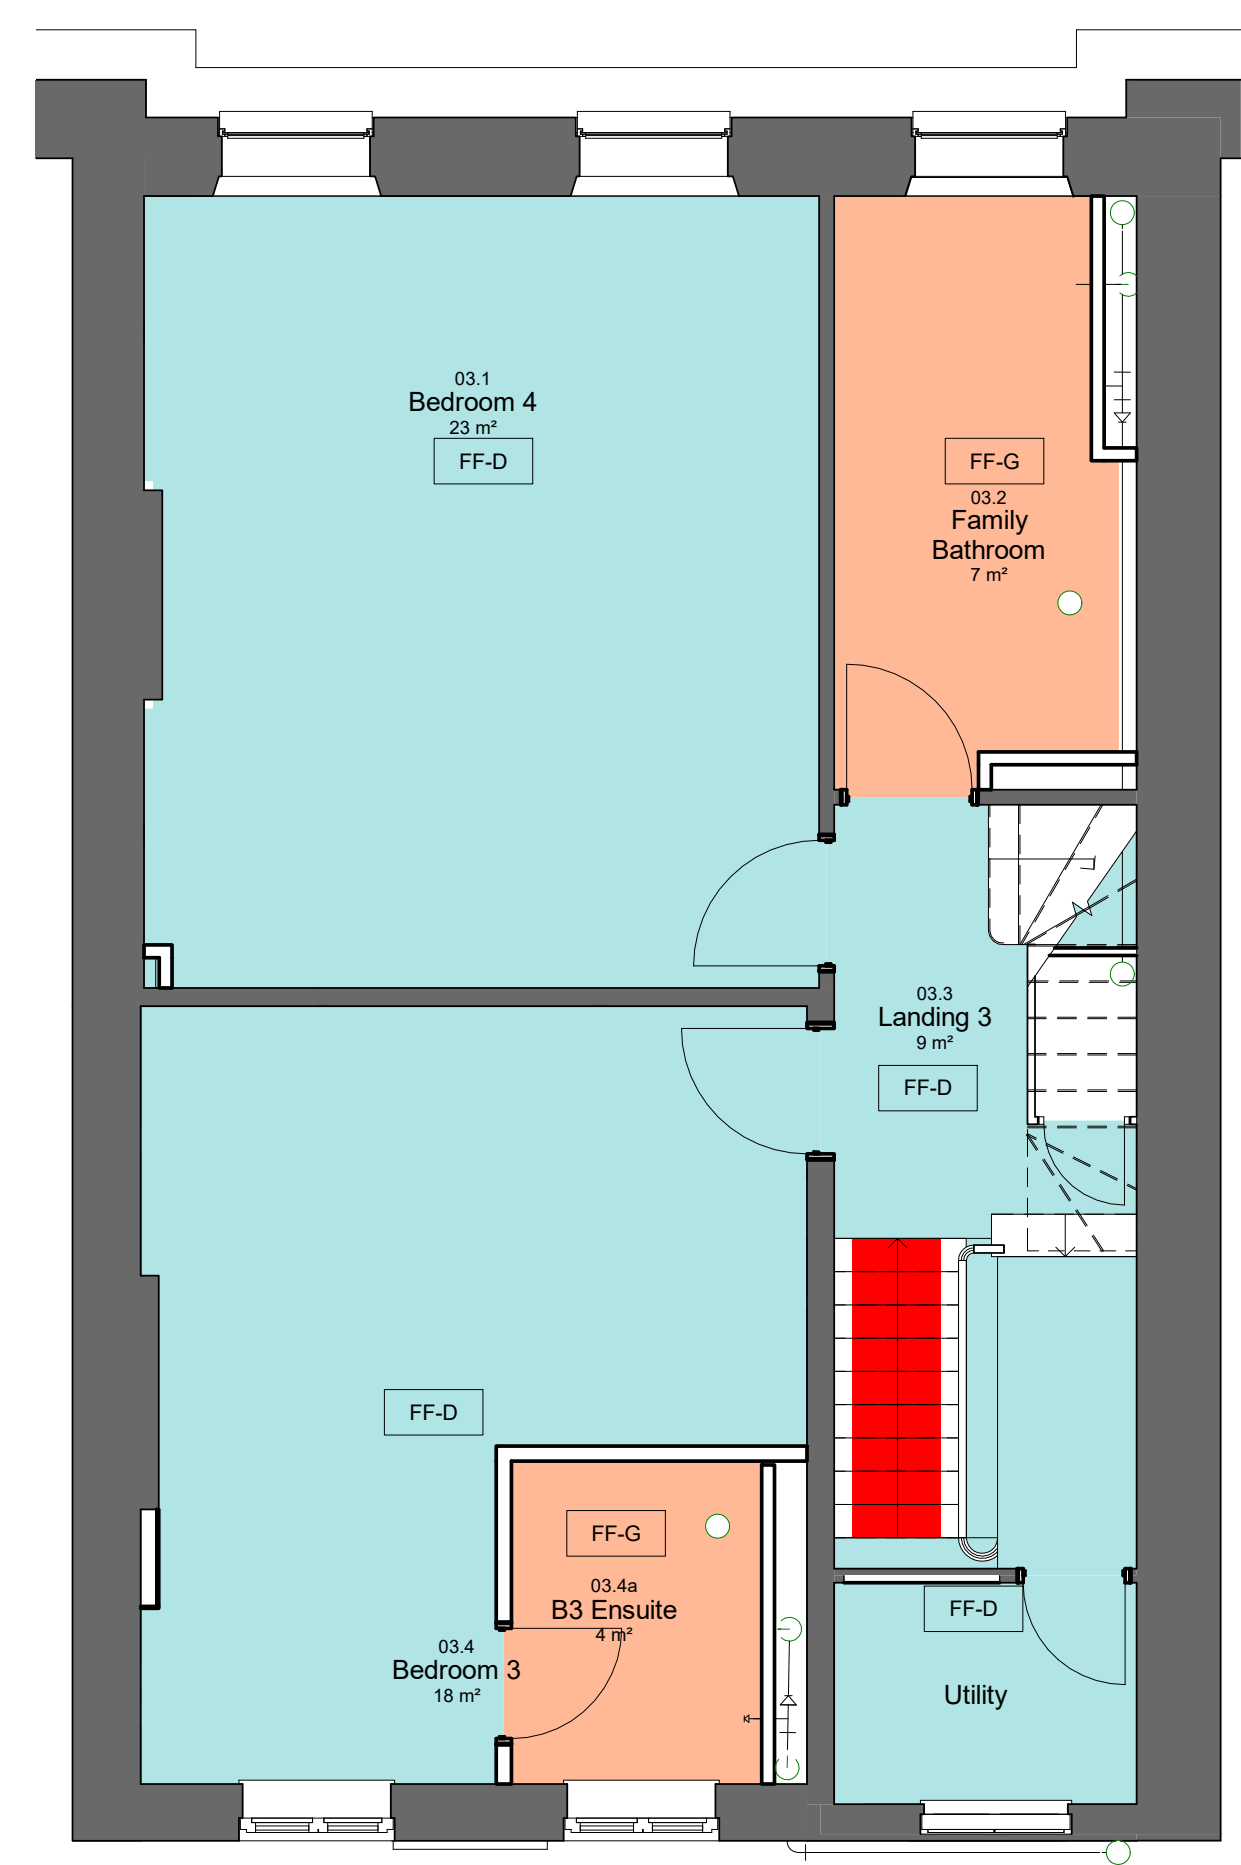 03.1
Bedroom 4
23 m²
FF-D
FF-G
03.2
Family
Bathroom
7 m²
03.3
Landing 3
9 m²
FF-D
FF-D
FF-G
03.4a
B3 Ensuite
4 m²
03.4
Bedroom 3
18 m²
FF-D
Utility